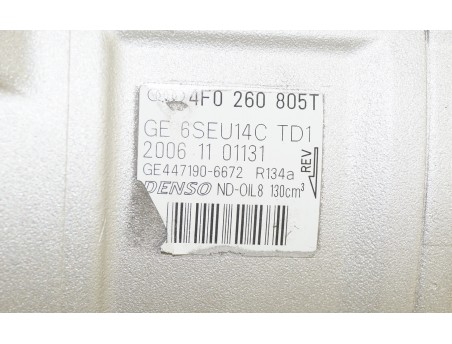 4F0 260 805T
GE 6SEU14C TD1
2006 11 01131
GE447190-6672 R134a
REV
DENSO ND-OIL8 130cm³